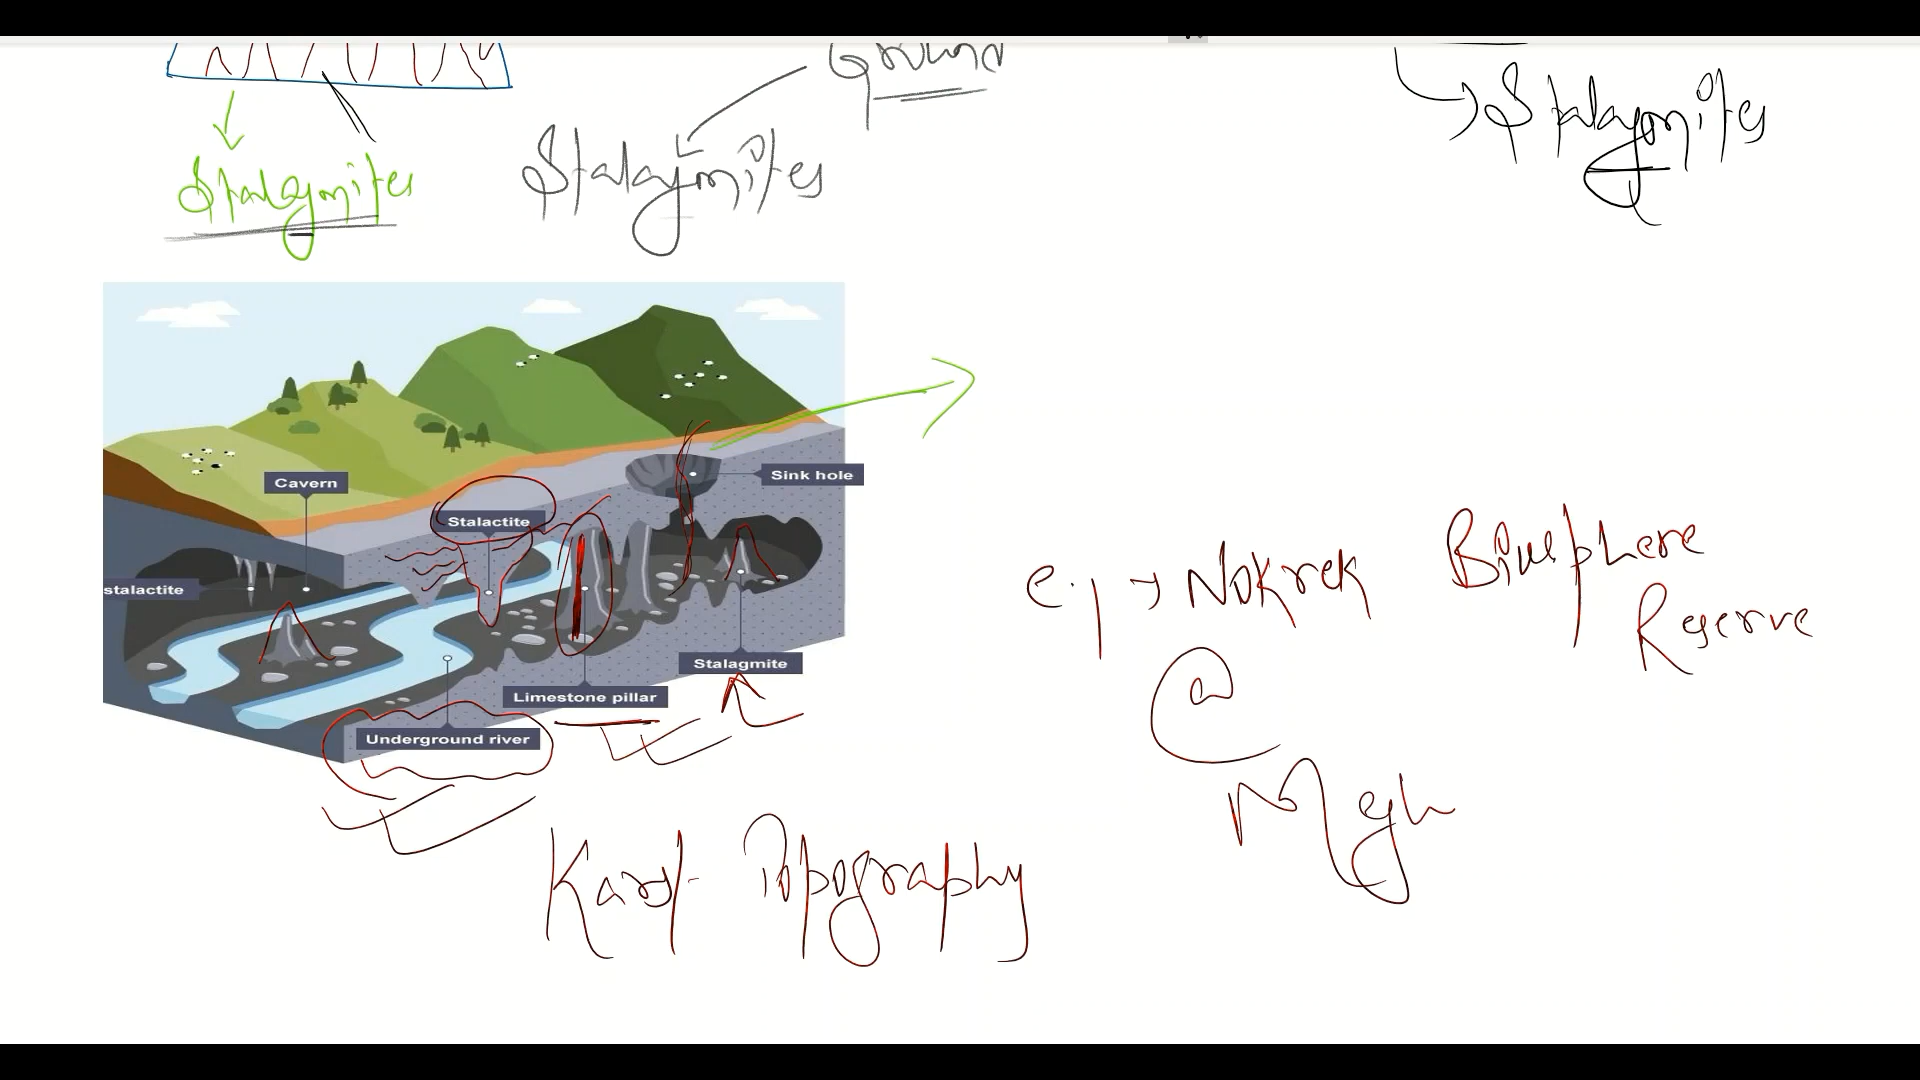 Ground
Stalagmites
Stalagmites
Stalagmites
Cavern
Sink hole
Stalactite
stalactite
Stalagmite
Limestone pillar
Underground river
e.g → Nokrek Biosphere
Reserve
@
Megh
Karst Topography